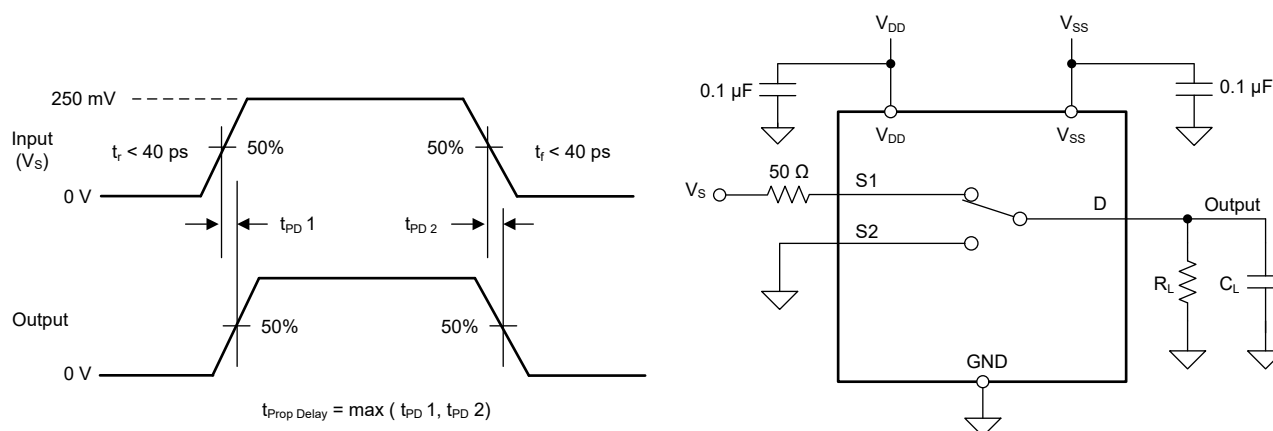 250 mV
Input
(VS)
tr < 40 ps
50%
50%
tf < 40 ps
0 V
tPD 1
tPD 2
Output
50%
50%
0 V
tProp Delay = max ( tPD 1, tPD 2)
VDD
VSS
0.1 µF
0.1 µF
VDD
VSS
50 Ω
VS
S1
D
Output
S2
RL
CL
GND